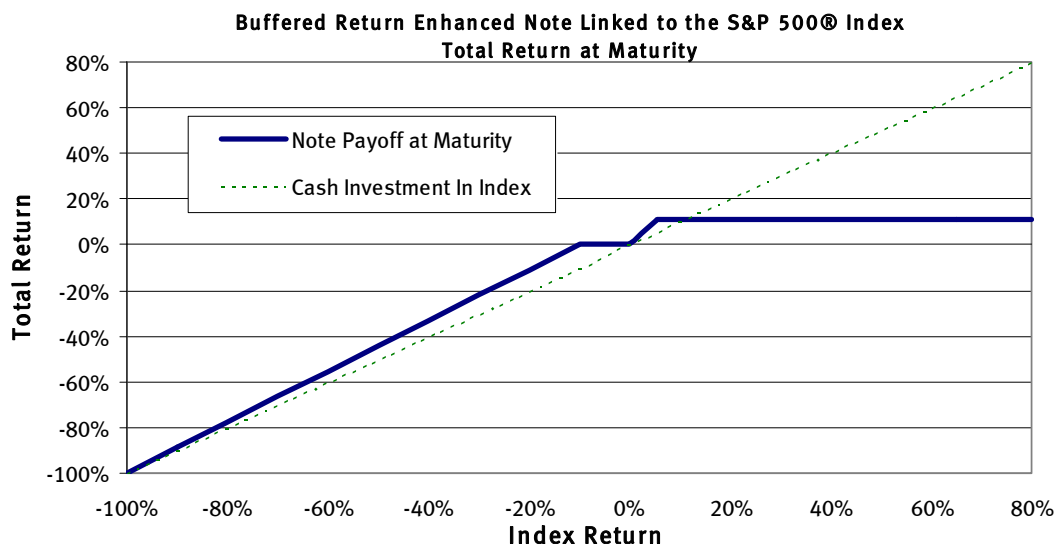 Buffered Return Enhanced Note Linked to the S&P 500® Index
Total Return at Maturity
80%
60%
40%
20%
0%
-20%
-40%
-60%
-80%
-100%
Total Return
Note Payoff at Maturity
Cash Investment In Index
-100% -80% -60% -40% -20% 0% 20% 40% 60% 80%
Index Return